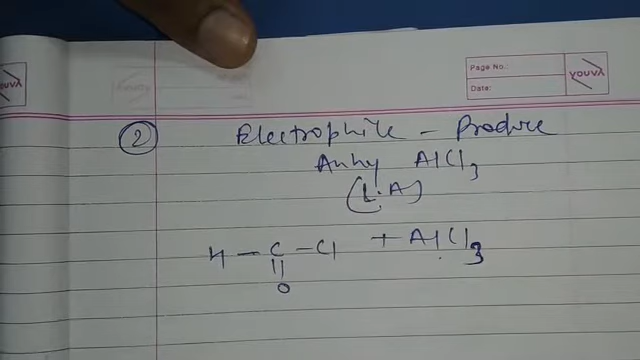 Page No.:
YOUVA
Date:
② Electrophile - Produce
Anhy AlCl3
(L.A)
H - C - Cl + AlCl3
||
O